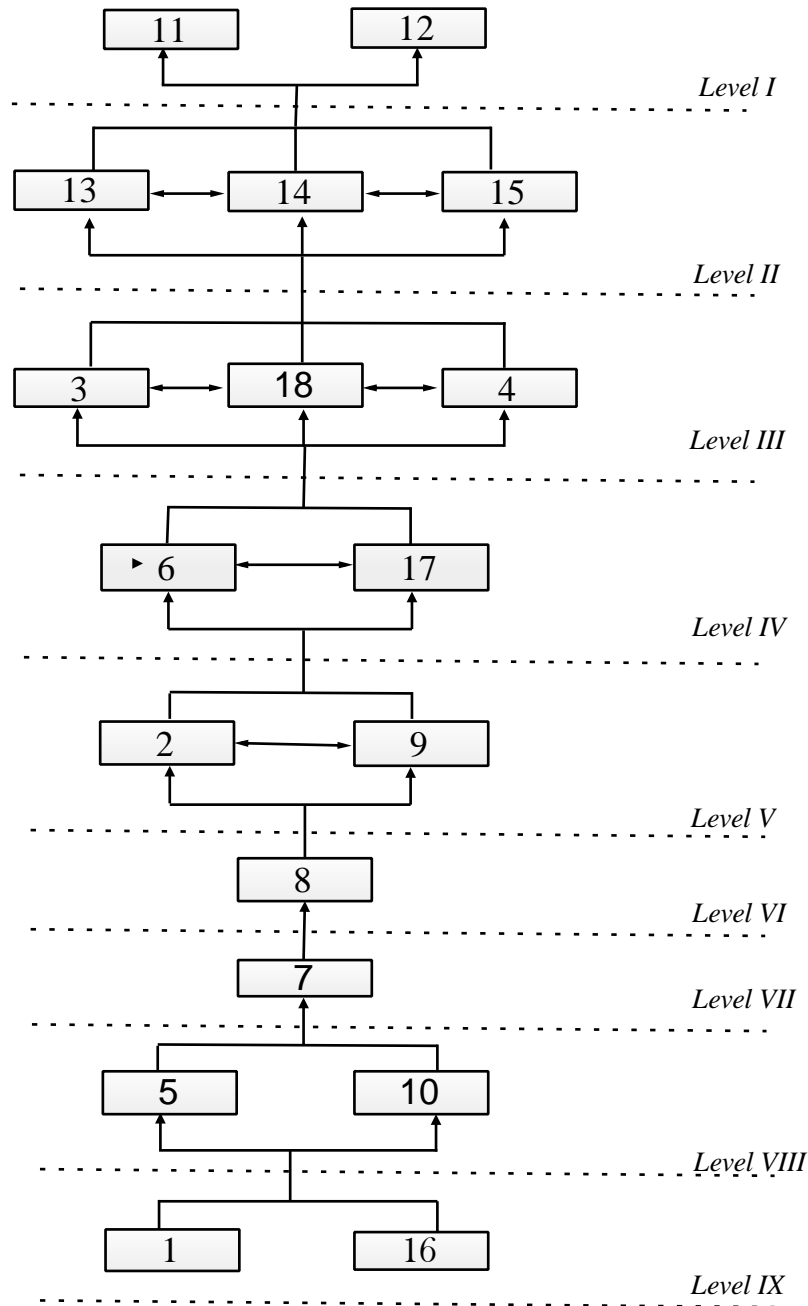 11 12
Level I
13 14 15
Level II
3 18 4
Level III
6 17
Level IV
2 9
Level V
8
Level VI
7
Level VII
5 10
Level VIII
1 16
Level IX